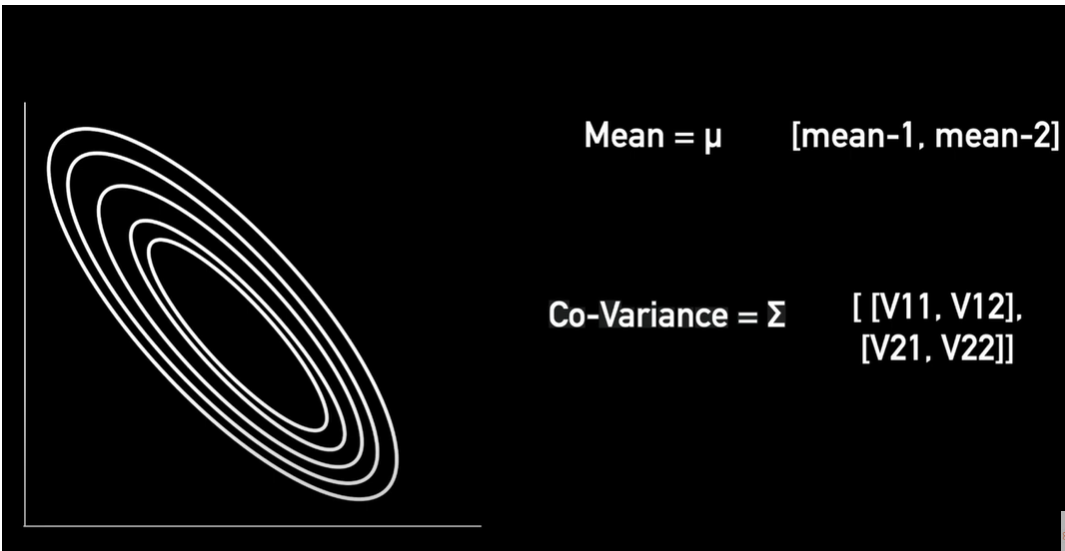 Mean = μ [mean-1, mean-2]
Co-Variance = Σ [ [V11, V12],
[V21, V22]]